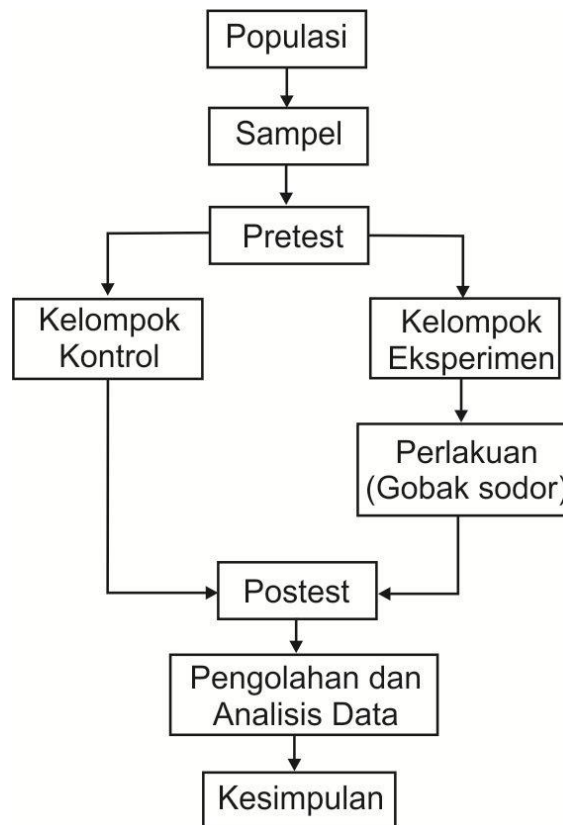 Populasi
Sampel
Pretest
Kelompok
Kontrol
Kelompok
Eksperimen
Perlakuan
(Gobak sodor)
Postest
Pengolahan dan
Analisis Data
Kesimpulan